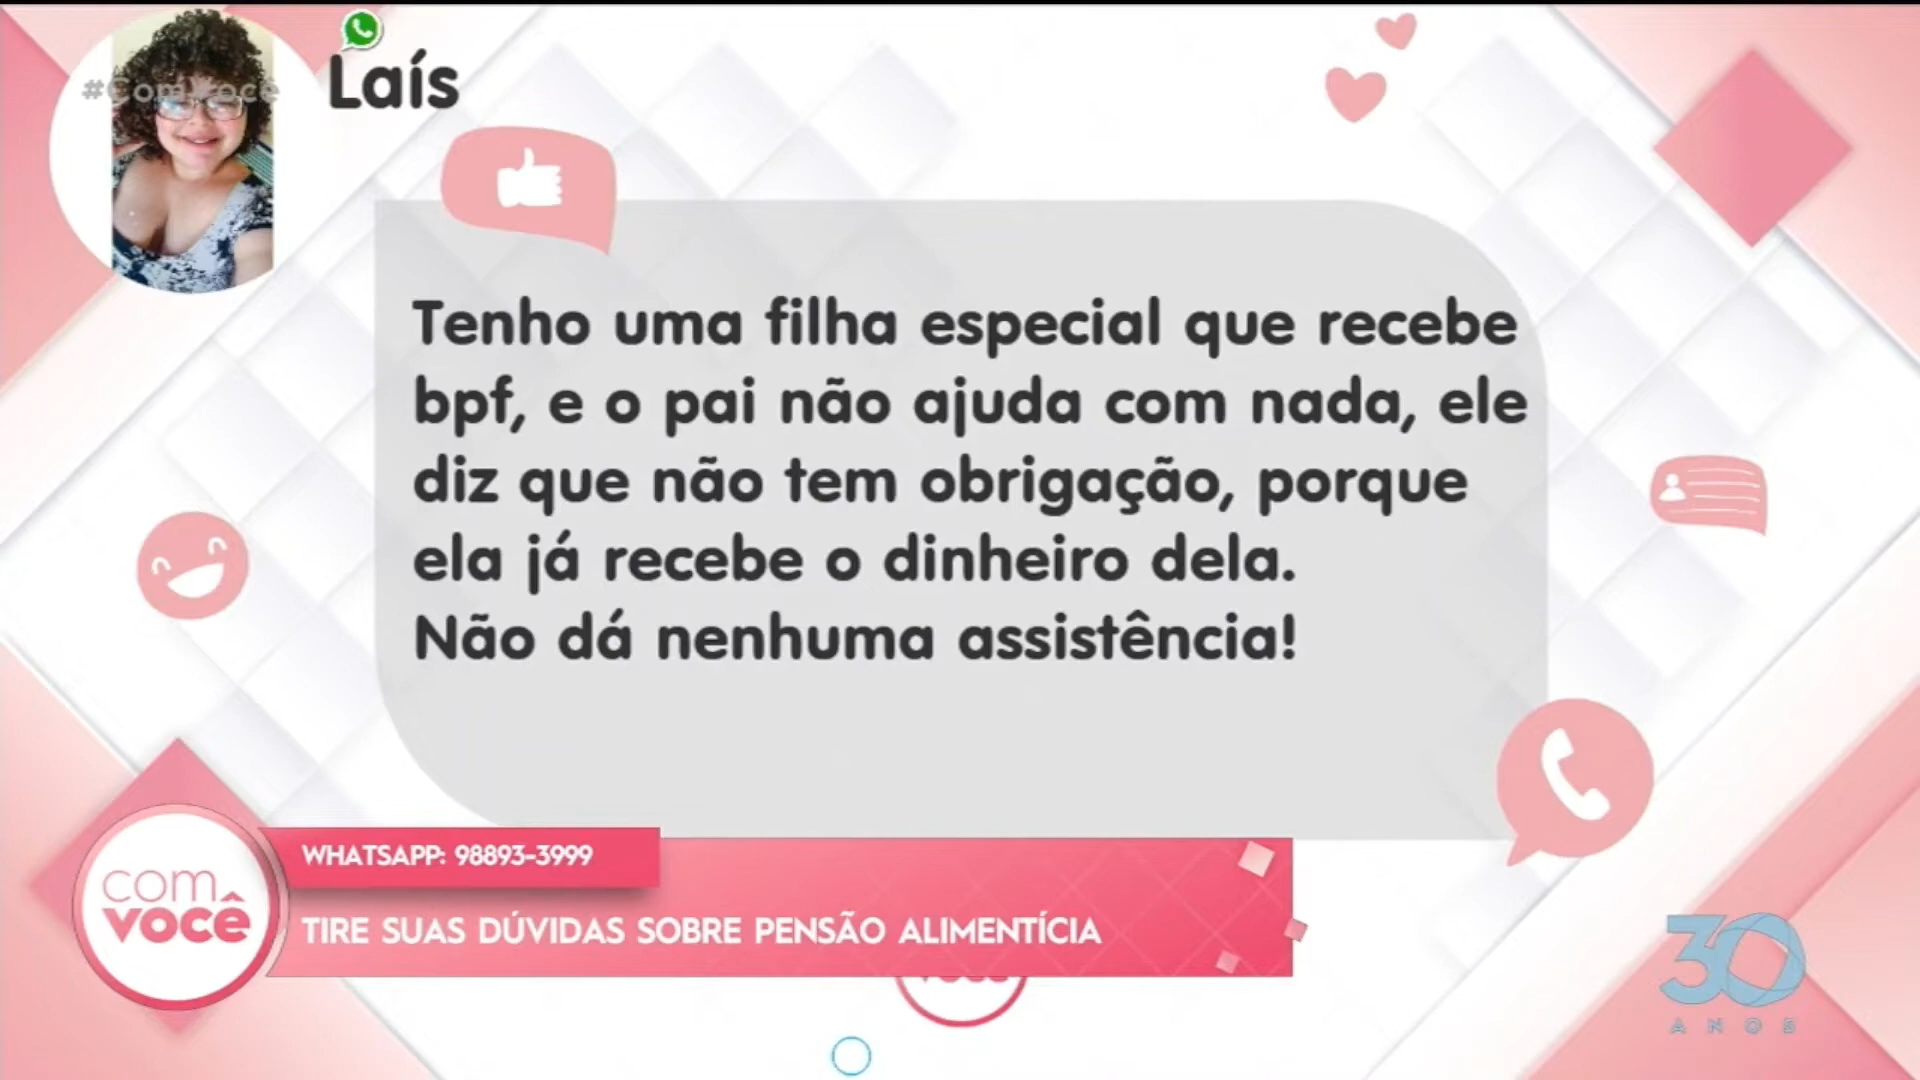 #ComVocê
Laís
Tenho uma filha especial que recebe
bpf, e o pai não ajuda com nada, ele
diz que não tem obrigação, porque
ela já recebe o dinheiro dela.
Não dá nenhuma assistência!
WHATSAPP: 98893-3999
com
você
TIRE SUAS DÚVIDAS SOBRE PENSÃO ALIMENTÍCIA
30
ANOS